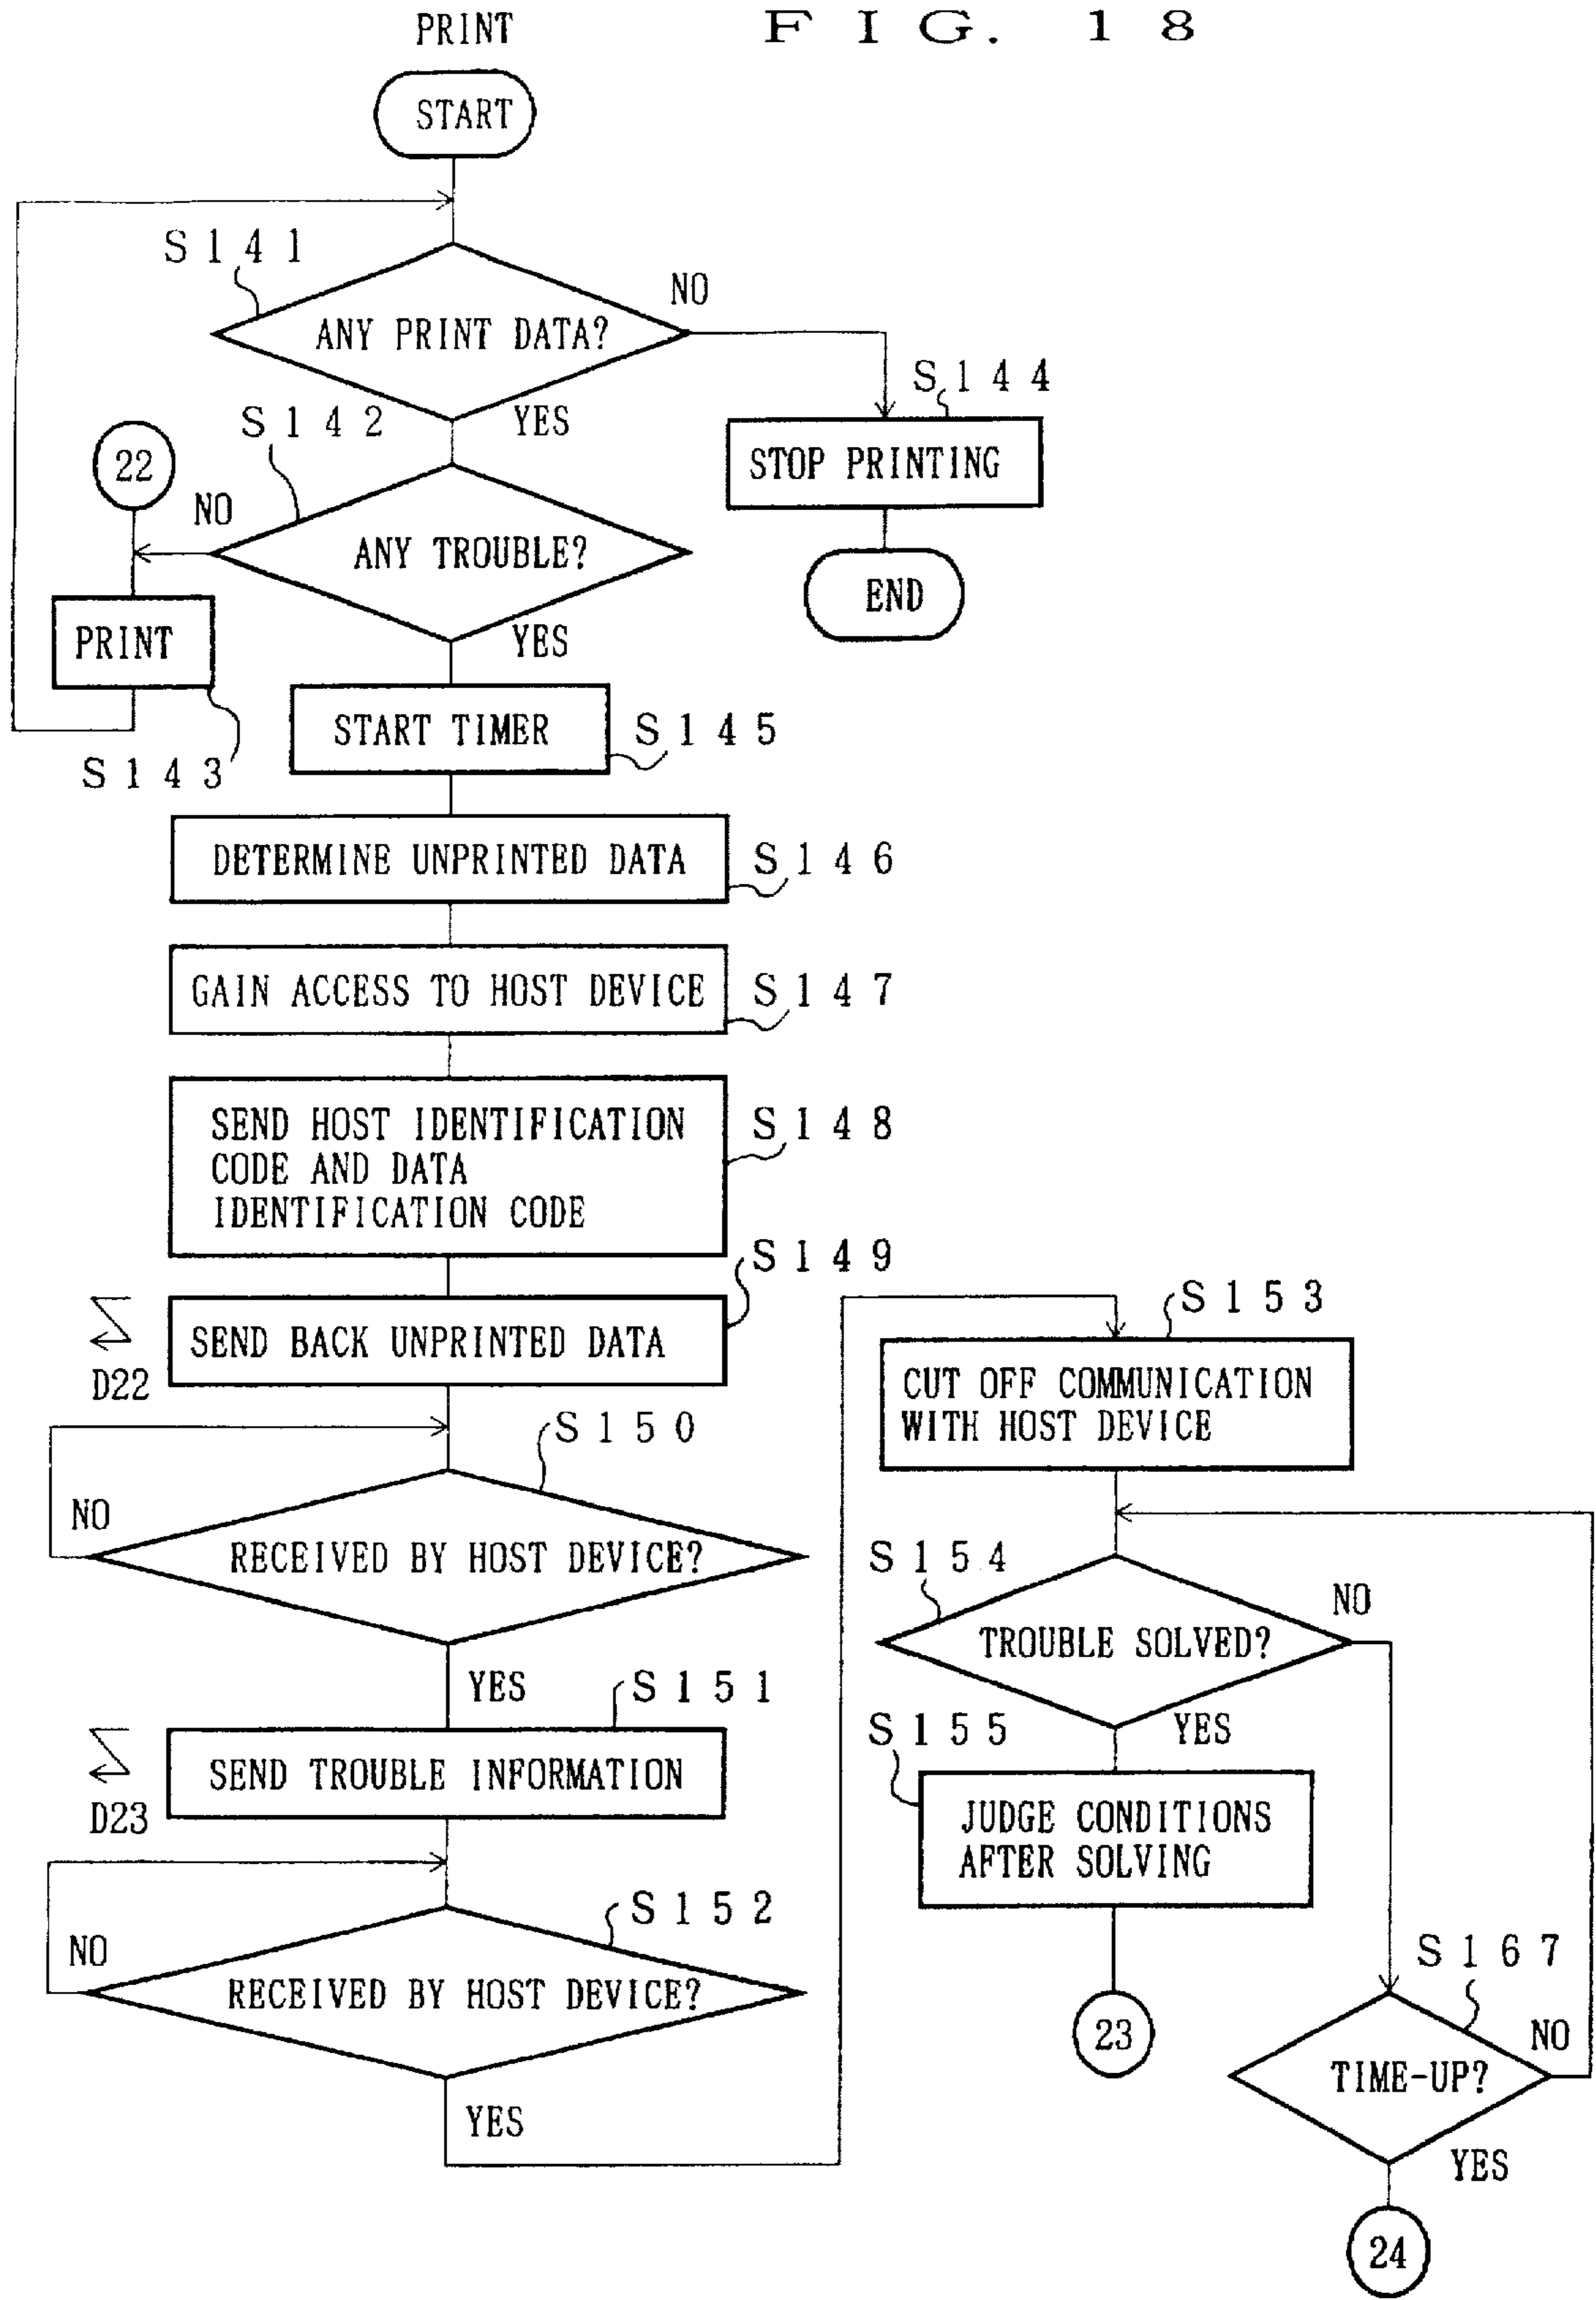 PRINT
F I G. 1 8
START
S 1 4 1
NO
ANY PRINT DATA?
S 1 4 4
S 1 4 2
YES
22
STOP PRINTING
NO
ANY TROUBLE?
END
YES
PRINT
START TIMER
S 1 4 5
S 1 4 3
DETERMINE UNPRINTED DATA
S 1 4 6
GAIN ACCESS TO HOST DEVICE
S 1 4 7
SEND HOST IDENTIFICATION
CODE AND DATA
IDENTIFICATION CODE
S 1 4 8
S 1 4 9
SEND BACK UNPRINTED DATA
D22
S 1 5 0
NO
RECEIVED BY HOST DEVICE?
YES
S 1 5 1
SEND TROUBLE INFORMATION
D23
S 1 5 2
NO
RECEIVED BY HOST DEVICE?
YES
S 1 5 3
CUT OFF COMMUNICATION
WITH HOST DEVICE
S 1 5 4
NO
TROUBLE SOLVED?
S 1 5 5
YES
JUDGE CONDITIONS
AFTER SOLVING
S 1 6 7
23
NO
TIME-UP?
YES
24